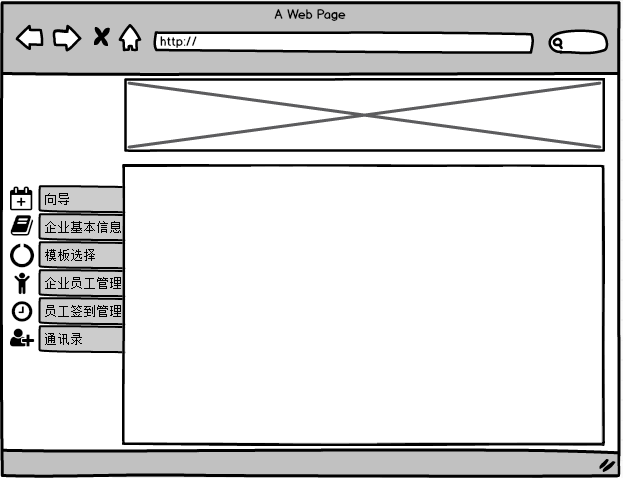 A Web Page
http://
向导
企业基本信息
模板选择
企业员工管理
员工签到管理
通讯录